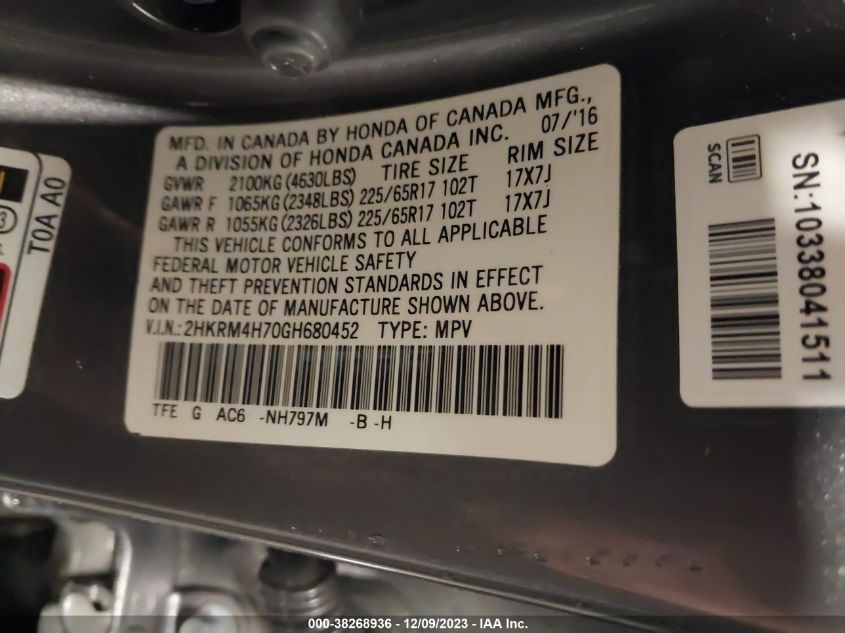 MFD. IN CANADA BY HONDA OF CANADA MFG.,
A DIVISION OF HONDA CANADA INC. 07/'16
GVWR 2100KG (4630LBS) TIRE SIZE RIM SIZE
GAWR F 1065KG (2348LBS) 225/65R17 102T 17X7J
GAWR R 1055KG (2326LBS) 225/65R17 102T 17X7J
THIS VEHICLE CONFORMS TO ALL APPLICABLE
FEDERAL MOTOR VEHICLE SAFETY
AND THEFT PREVENTION STANDARDS IN EFFECT
ON THE DATE OF MANUFACTURE SHOWN ABOVE.
V.I.N.:2HKRM4H70GH680452 TYPE: MPV
TFE G AC6 -NH797M -B -H
T0A A0
3
SCAN
SN:10338041511
000-38268936 - 12/09/2023 - IAA Inc.